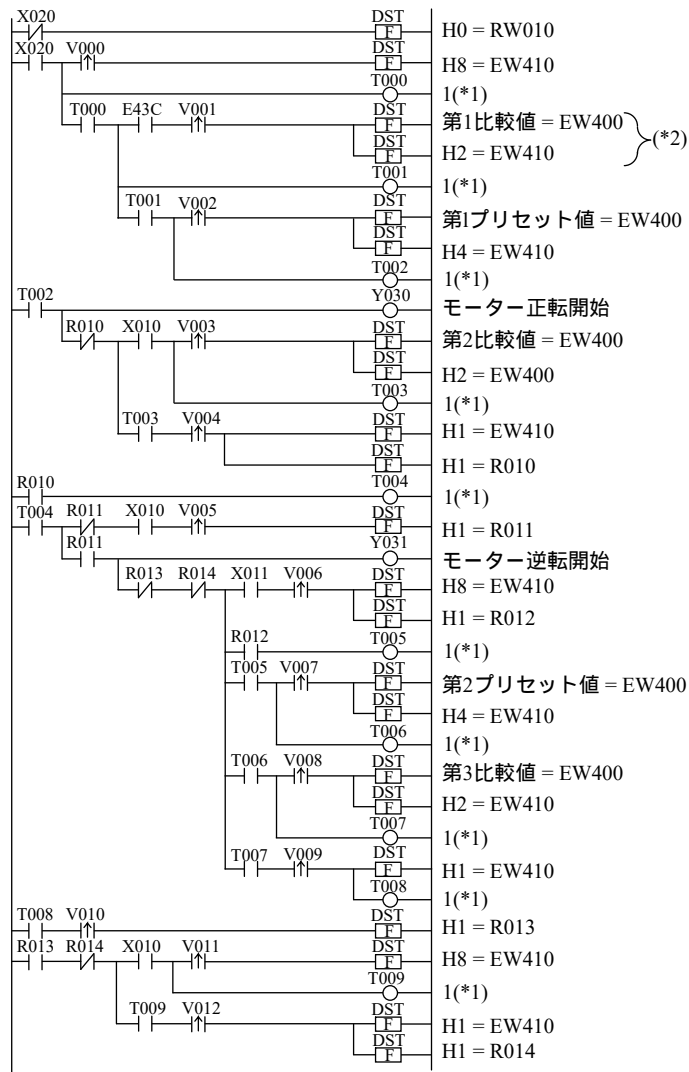 X020 DST
F H0 = RW010
X020 V000 DST
F H8 = EW410
T000
1(*1)
T000 E43C V001 DST
F 第1比較値 = EW400
DST
F H2 = EW410
(*2)
T001
1(*1)
T001 V002 DST
F 第1プリセット値 = EW400
DST
F H4 = EW410
T002
1(*1)
T002 Y030
モーター正転開始
R010 X010 V003 DST
F 第2比較値 = EW400
DST
F H2 = EW400
T003
1(*1)
T003 V004 DST
F H1 = EW410
DST
F H1 = R010
R010 T004
1(*1)
T004 R011 X010 V005 DST
F H1 = R011
R011 Y031
モーター逆転開始
R013 R014 X011 V006 DST
F H8 = EW410
DST
F H1 = R012
R012 T005
1(*1)
T005 V007 DST
F 第2プリセット値 = EW400
DST
F H4 = EW410
T006
1(*1)
T006 V008 DST
F 第3比較値 = EW400
DST
F H2 = EW410
T007
1(*1)
T007 V009 DST
F H1 = EW410
T008
1(*1)
T008 V010 DST
F H1 = R013
R013 R014 X010 V011 DST
F H8 = EW410
T009
1(*1)
T009 V012 DST
F H1 = EW410
DST
F H1 = R014